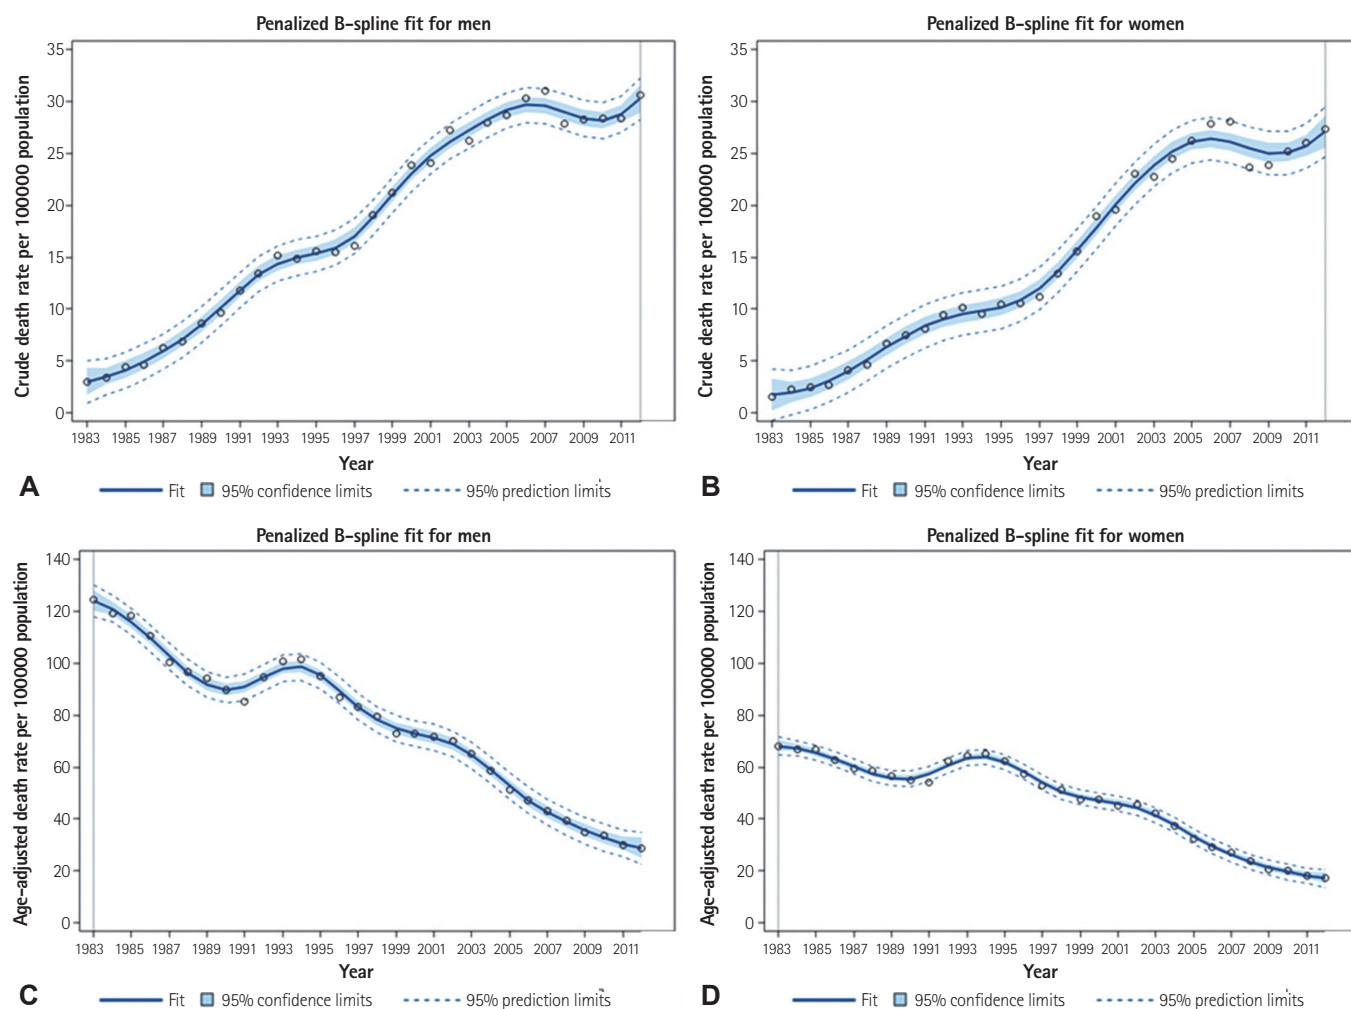 Penalized B-spline fit for men
Crude death rate per 100000 population
35
30
25
20
15
10
5
0
1983 1985 1987 1989 1991 1993 1995 1997 1999 2001 2003 2005 2007 2009 2011
Year
A
Fit 95% confidence limits 95% prediction limits
Penalized B-spline fit for women
Crude death rate per 100000 population
35
30
25
20
15
10
5
0
1983 1985 1987 1989 1991 1993 1995 1997 1999 2001 2003 2005 2007 2009 2011
Year
B
Fit 95% confidence limits 95% prediction limits
Penalized B-spline fit for men
Age-adjusted death rate per 100000 population
140
120
100
80
60
40
20
0
1983 1985 1987 1989 1991 1993 1995 1997 1999 2001 2003 2005 2007 2009 2011
Year
C
Fit 95% confidence limits 95% prediction limits
Penalized B-spline fit for women
Age-adjusted death rate per 100000 population
140
120
100
80
60
40
20
0
1983 1985 1987 1989 1991 1993 1995 1997 1999 2001 2003 2005 2007 2009 2011
Year
D
Fit 95% confidence limits 95% prediction limits